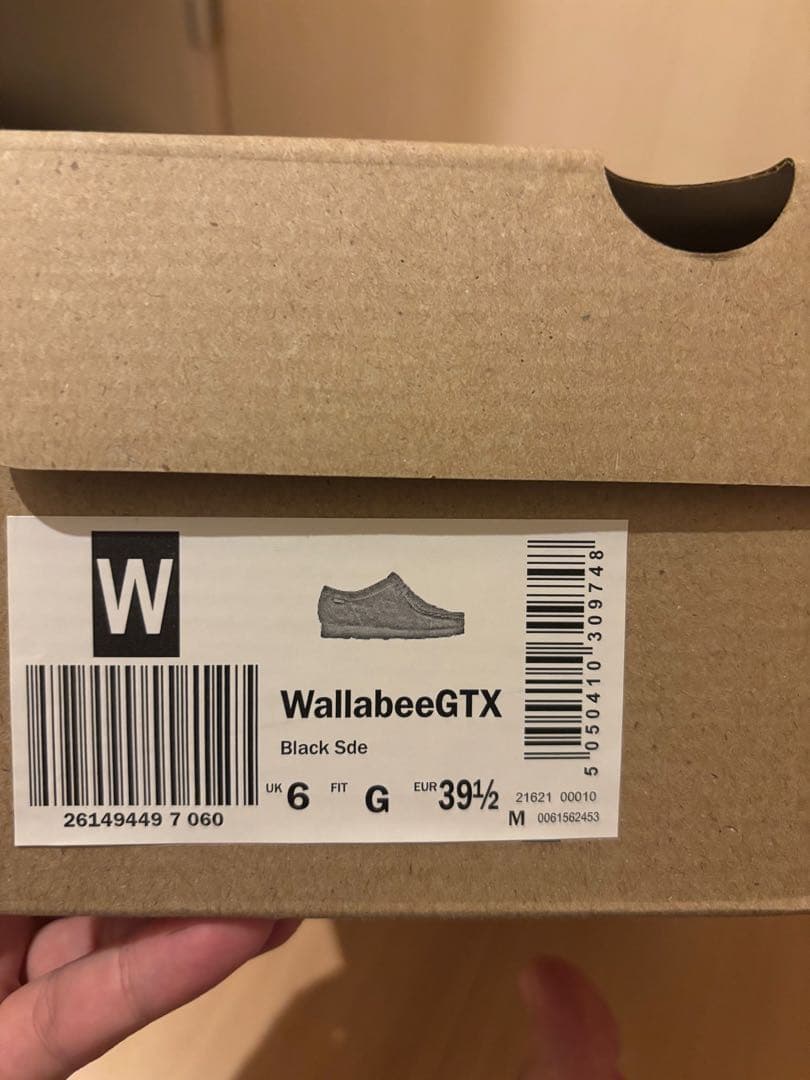 W
26149449 7 060
WallabeeGTX
Black Sde
UK 6 FIT G EUR 39½
21621 00010
M 0061562453
5 050410 309748